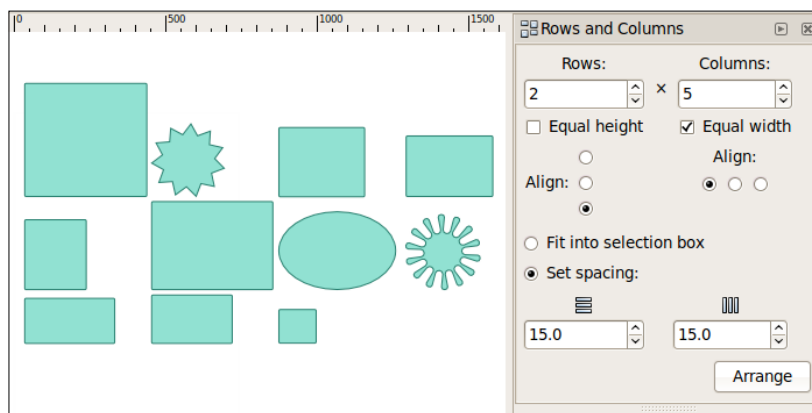 0 500 1000 1500
Rows and Columns
Rows: Columns:
2 × 5
Equal height Equal width
Align: Align:
Fit into selection box
Set spacing:
15.0 15.0
Arrange